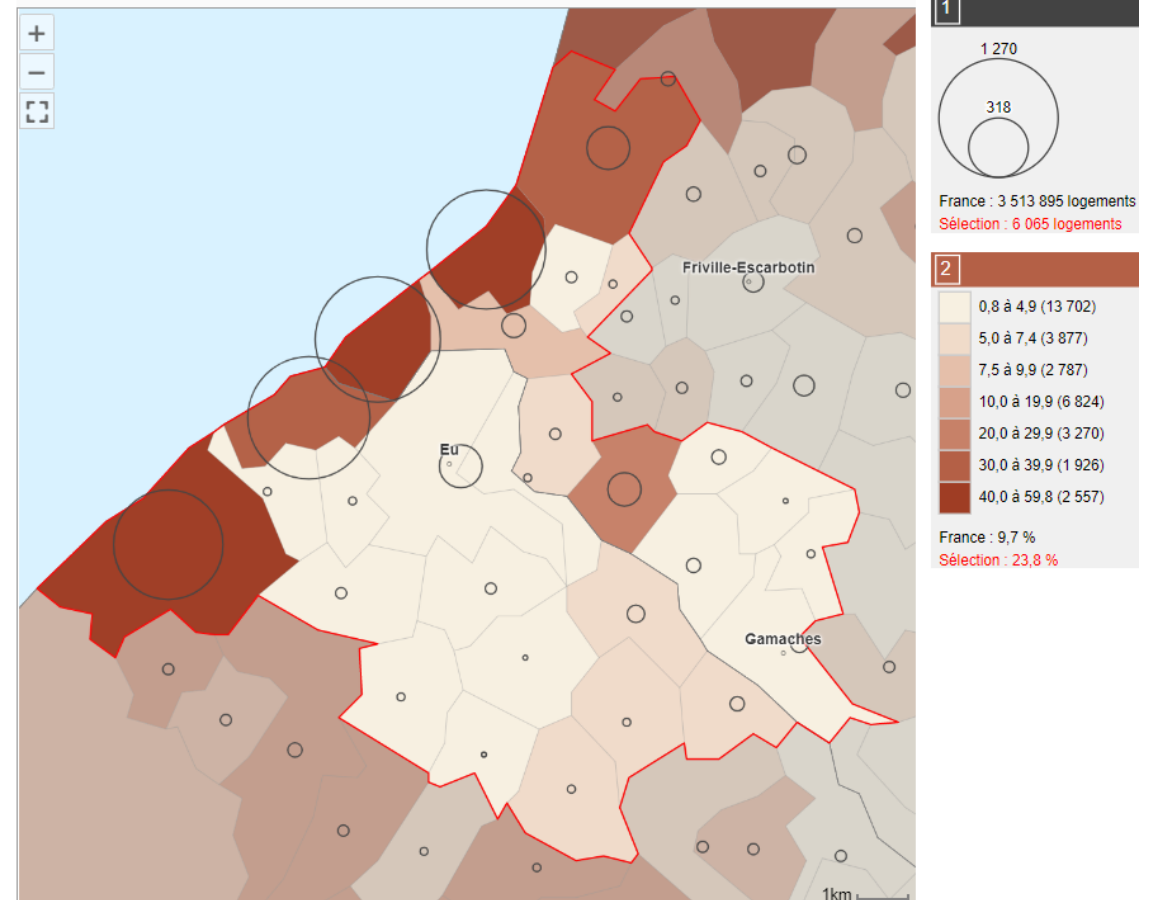 +
−
Friville-Escarbotin
Eu
Gamaches
1km
1
1 270
318
France : 3 513 895 logements
Sélection : 6 065 logements
2
0,8 à 4,9 (13 702)
5,0 à 7,4 (3 877)
7,5 à 9,9 (2 787)
10,0 à 19,9 (6 824)
20,0 à 29,9 (3 270)
30,0 à 39,9 (1 926)
40,0 à 59,8 (2 557)
France : 9,7 %
Sélection : 23,8 %